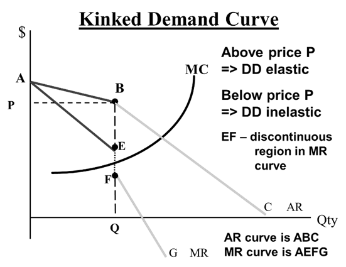 Kinked Demand Curve
$
Above price P
=> DD elastic
MC
A
B
P
Below price P
=> DD inelastic
EF – discontinuous
region in MR
curve
E
F
C AR
Qty
Q
AR curve is ABC
G MR
MR curve is AEFG